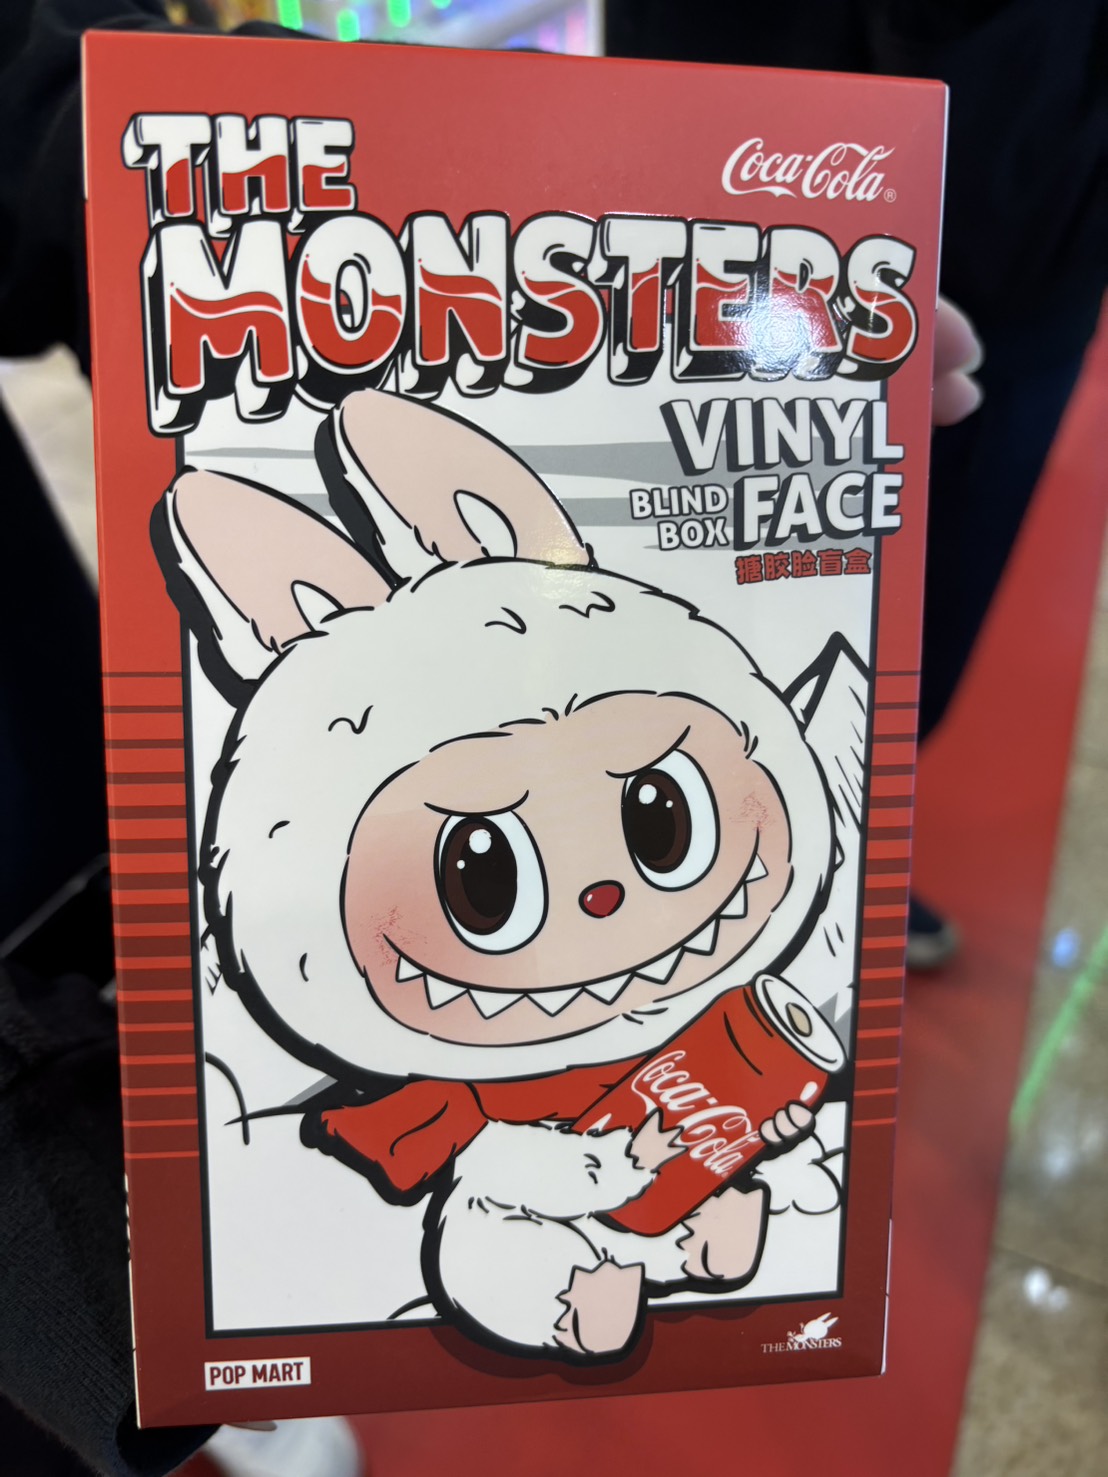 THE
MONSTERS
Coca-Cola®
VINYL
BLIND BOX
FACE
搪胶脸盲盒
Coca-Cola
POP MART
THE MONSTERS